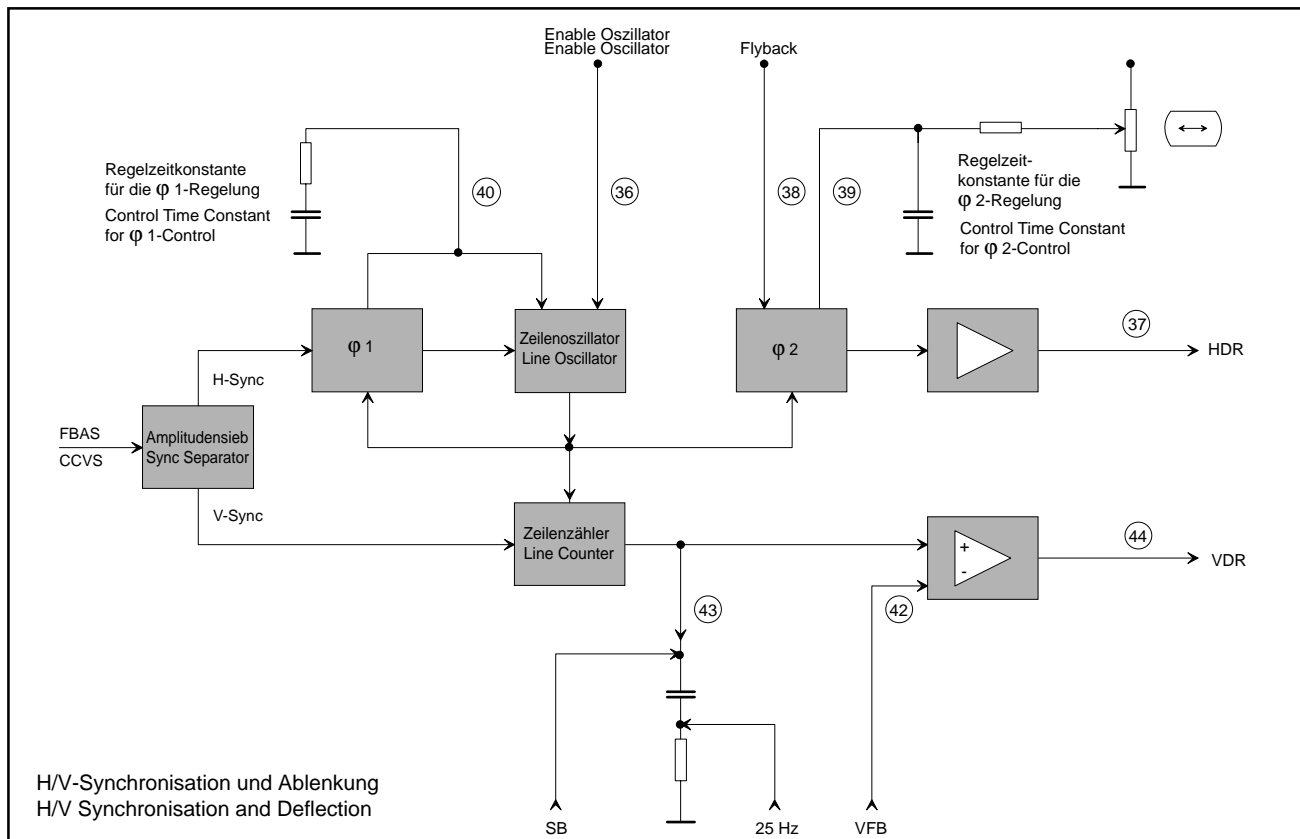 Enable Oszillator
Enable Oscillator
Flyback
Regelzeitkonstante
für die φ 1-Regelung
Control Time Constant
for φ 1-Control
40
36
38
39
Regelzeit-
konstante für die
φ 2-Regelung
Control Time Constant
for φ 2-Control
φ 1
Zeilenoszillator
Line Oscillator
φ 2
37
HDR
H-Sync
FBAS
CCVS
Amplitudensieb
Sync Separator
V-Sync
Zeilenzähler
Line Counter
+
-
44
VDR
43
42
H/V-Synchronisation und Ablenkung
H/V Synchronisation and Deflection
SB
25 Hz
VFB